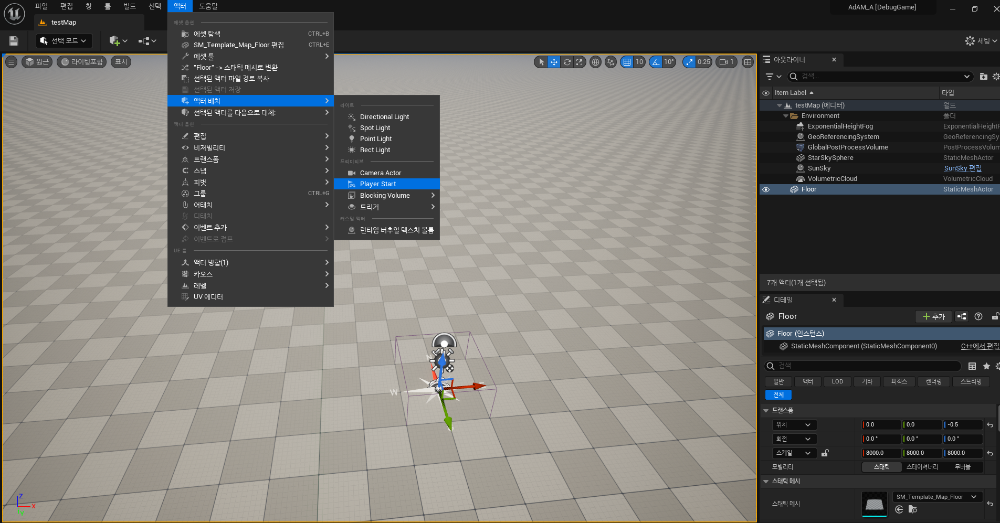 파일 편집 창 툴 빌드 선택 액터 도움말
AdAM_A [DebugGame]
testMap
선택 모드
세팅
원근 라이팅포함 표시
10 10° 0.25 1
에셋 옵션
에셋 탐색 CTRL+B
SM_Template_Map_Floor 편집 CTRL+E
에셋 툴
"Floor" -> 스태틱 메시로 변환
선택된 액터 파일 경로 복사
선택된 액터 저장
액터 배치
선택된 액터를 다음으로 대체:
액터 옵션
편집
비저빌리티
트랜스폼
스냅
피벗
그룹 CTRL+G
어태치
디태치
이벤트 추가
이벤트로 점프
UE 툴
액터 병합(1)
카오스
레벨
UV 에디터
라이트
Directional Light
Spot Light
Point Light
Rect Light
프리미티브
Camera Actor
Player Start
Blocking Volume
트리거
커스텀 액터
런타임 버추얼 텍스처 볼륨
N
W
Z
X
Y
아웃라이너
검색...
Item Label 타입
testMap (에디터) 월드
Environment 폴더
ExponentialHeightFog ExponentialHeightF
GeoReferencingSystem GeoReferencingSy
GlobalPostProcessVolume PostProcessVolum
StarSkySphere StaticMeshActor
SunSky SunSky 편집
VolumetricCloud VolumetricCloud
Floor StaticMeshActor
7개 액터(1개 선택됨)
디테일
Floor 추가
Floor (인스턴스)
StaticMeshComponent (StaticMeshComponent0) C++에서 편집
검색
일반 액터 LOD 기타 피직스 렌더링 스트리밍
전체
트랜스폼
위치 0.0 0.0 -0.5
회전 0.0 ° 0.0 ° 0.0 °
스케일 8000.0 8000.0 8000.0
모빌리티 스태틱 스테이셔너리 무버블
스태틱 메시
스태틱 메시 SM_Template_Map_Floor